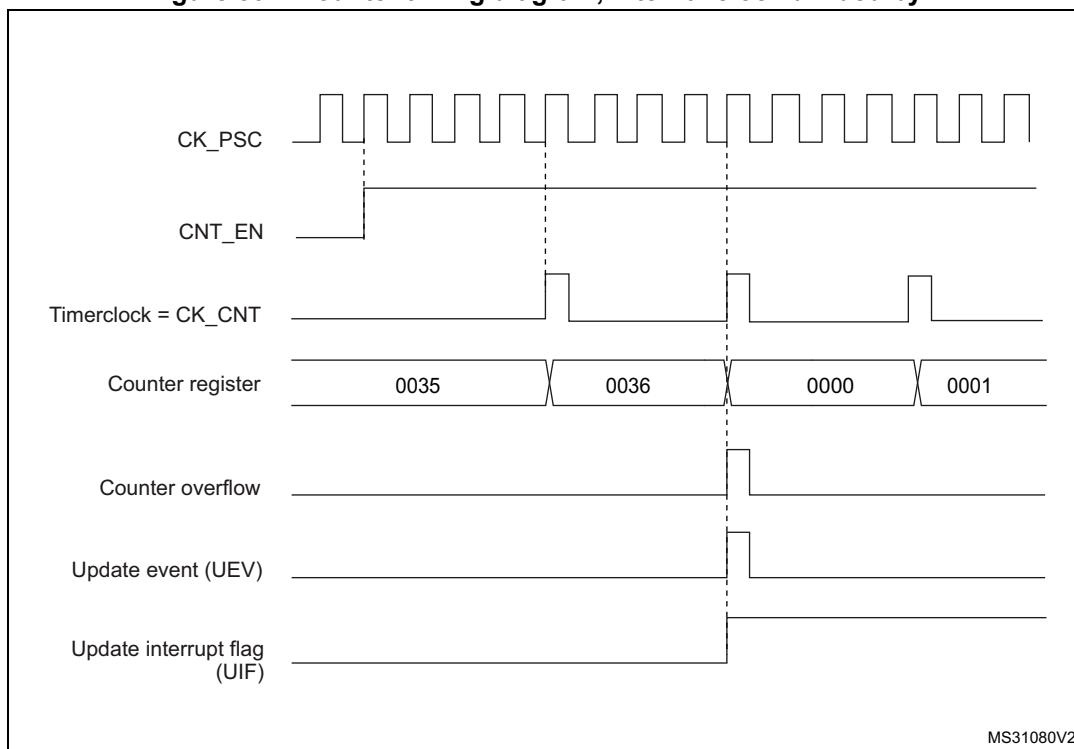 CK_PSC
CNT_EN
Timerclock = CK_CNT
Counter register
0035
0036
0000
0001
Counter overflow
Update event (UEV)
Update interrupt flag
(UIF)
MS31080V2